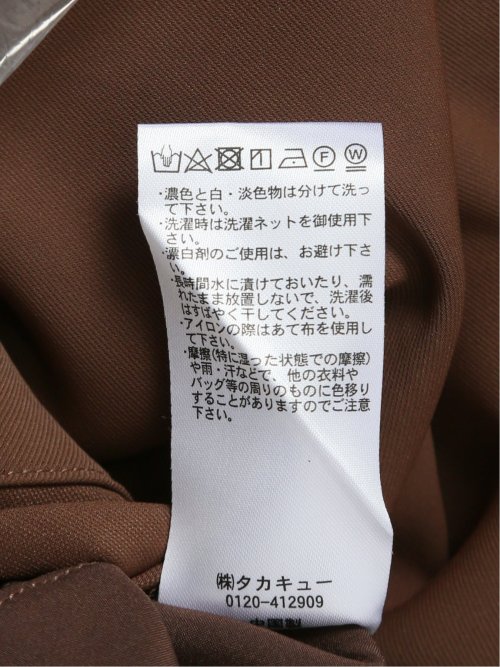 F W
・濃色と白・淡色物は分けて洗っ
て下さい。
・洗濯時は洗濯ネットを御使用下
さい。
・漂白剤のご使用は、お避け下さ
い。
・長時間水に漬けておいたり、濡
れたまま放置しないで、洗濯後
はすばやく干してください。
・アイロンの際はあて布を使用し
て下さい。
・摩擦(特に湿った状態での摩擦)
や雨・汗などで、他の衣料や
バッグ等の周りのものに色移り
することがありますのでご注意
下さい。
㈱タカキュー
0120-412909
中国製